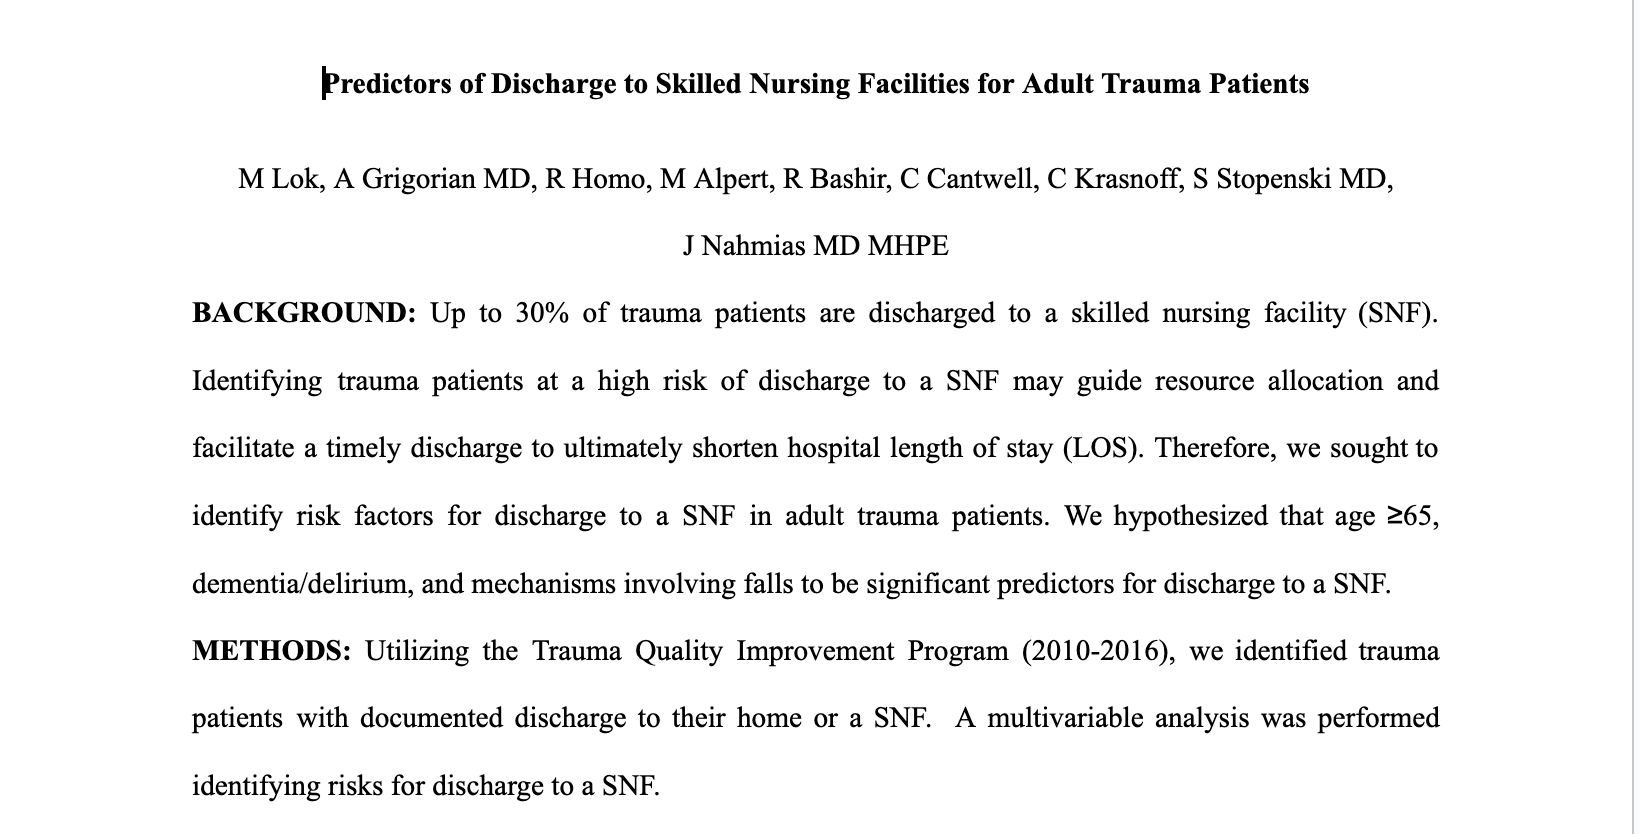 Predictors of Discharge to Skilled Nursing Facilities for Adult Trauma Patients
M Lok, A Grigorian MD, R Homo, M Alpert, R Bashir, C Cantwell, C Krasnoff, S Stopenski MD,
J Nahmias MD MHPE
BACKGROUND: Up to 30% of trauma patients are discharged to a skilled nursing facility (SNF).
Identifying trauma patients at a high risk of discharge to a SNF may guide resource allocation and
facilitate a timely discharge to ultimately shorten hospital length of stay (LOS). Therefore, we sought to
identify risk factors for discharge to a SNF in adult trauma patients. We hypothesized that age ≥65,
dementia/delirium, and mechanisms involving falls to be significant predictors for discharge to a SNF.
METHODS: Utilizing the Trauma Quality Improvement Program (2010-2016), we identified trauma
patients with documented discharge to their home or a SNF.  A multivariable analysis was performed
identifying risks for discharge to a SNF.